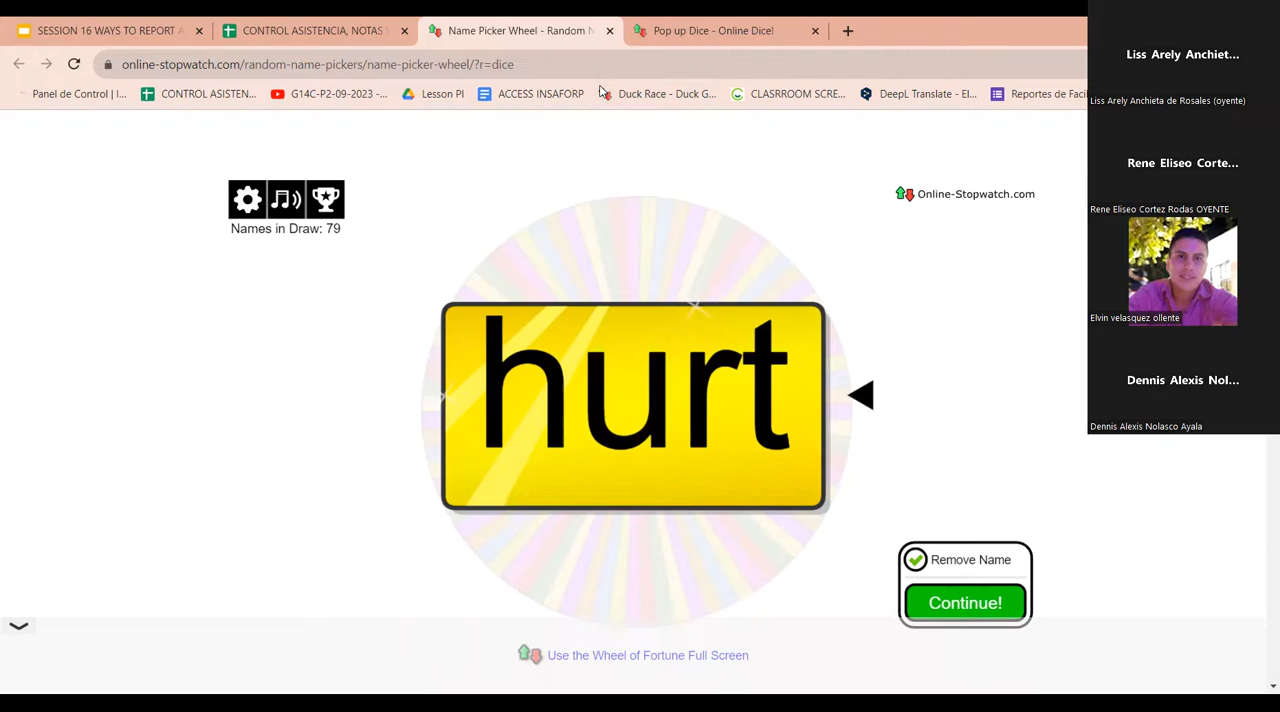 SESSION 16 WAYS TO REPORT A
CONTROL ASISTENCIA, NOTAS
Name Picker Wheel - Random N
Pop up Dice - Online Dice!
online-stopwatch.com/random-name-pickers/name-picker-wheel/?r=dice
Panel de Control | I...
CONTROL ASISTEN...
G14C-P2-09-2023 -...
Lesson PI
ACCESS INSAFORP
Duck Race - Duck G...
CLASRROOM SCRE...
DeepL Translate - El...
Reportes de Facil
Names in Draw: 79
Online-Stopwatch.com
hurt
Remove Name
Continue!
Use the Wheel of Fortune Full Screen
Liss Arely Anchiet...
Liss Arely Anchieta de Rosales (oyente)
Rene Eliseo Corte...
Rene Eliseo Cortez Rodas OYENTE
Elvin velasquez ollente
Dennis Alexis Nol...
Dennis Alexis Nolasco Ayala